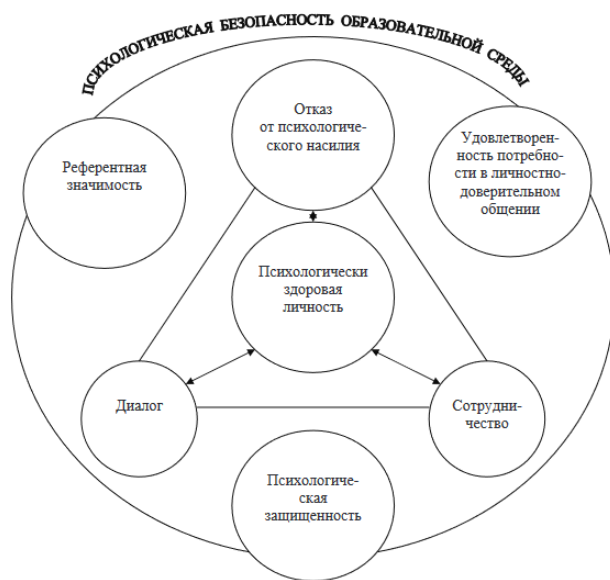 ПСИХОЛОГИЧЕСКАЯ БЕЗОПАСНОСТЬ ОБРАЗОВАТЕЛЬНОЙ СРЕДЫ
Отказ
от психологиче-
ского насилия
Референтная
значимость
Удовлетворен-
ность потребно-
сти в личностно-
доверительном
общении
Психологически
здоровая
личность
Диалог
Сотрудни-
чество
Психологиче-
ская
защищенность